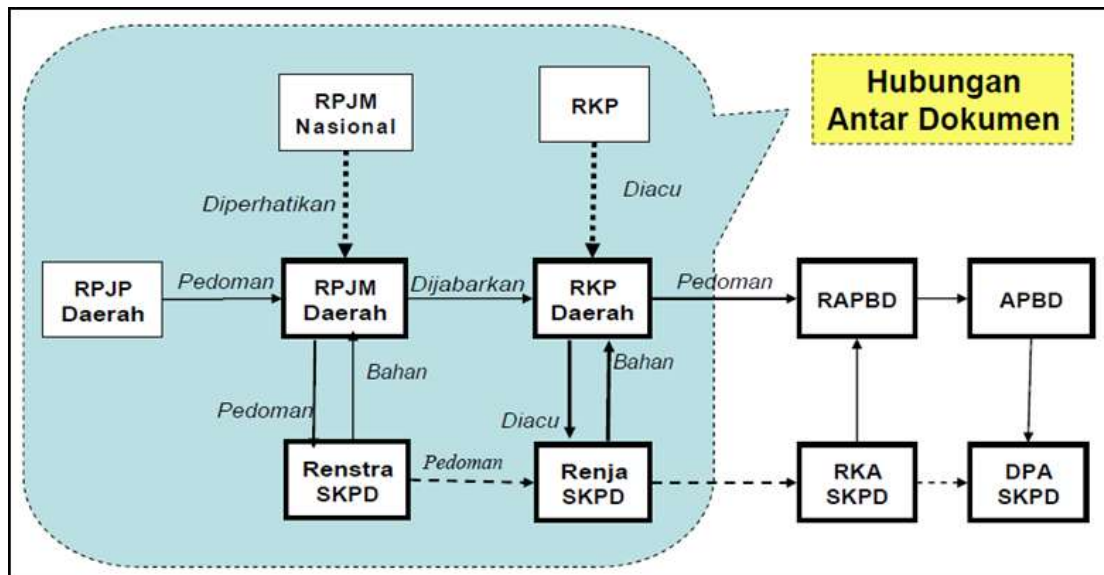 Hubungan
Antar Dokumen
RPJM
Nasional
RKP
Diperhatikan
Diacu
RPJP
Daerah
Pedoman
RPJM
Daerah
Dijabarkan
RKP
Daerah
Pedoman
RAPBD
APBD
Pedoman
Bahan
Diacu
Bahan
Renstra
SKPD
Pedoman
Renja
SKPD
RKA
SKPD
DPA
SKPD